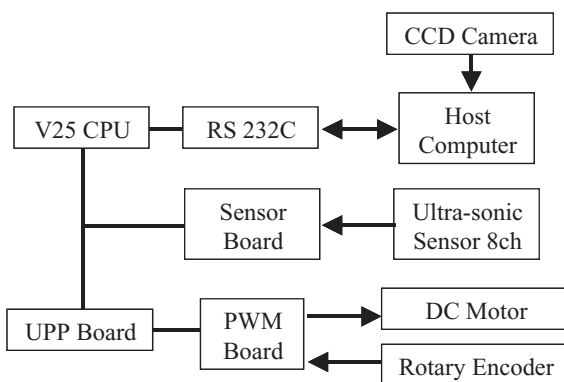 CCD Camera
V25 CPU
RS 232C
Host
Computer
Sensor
Board
Ultra-sonic
Sensor 8ch
UPP Board
PWM
Board
DC Motor
Rotary Encoder